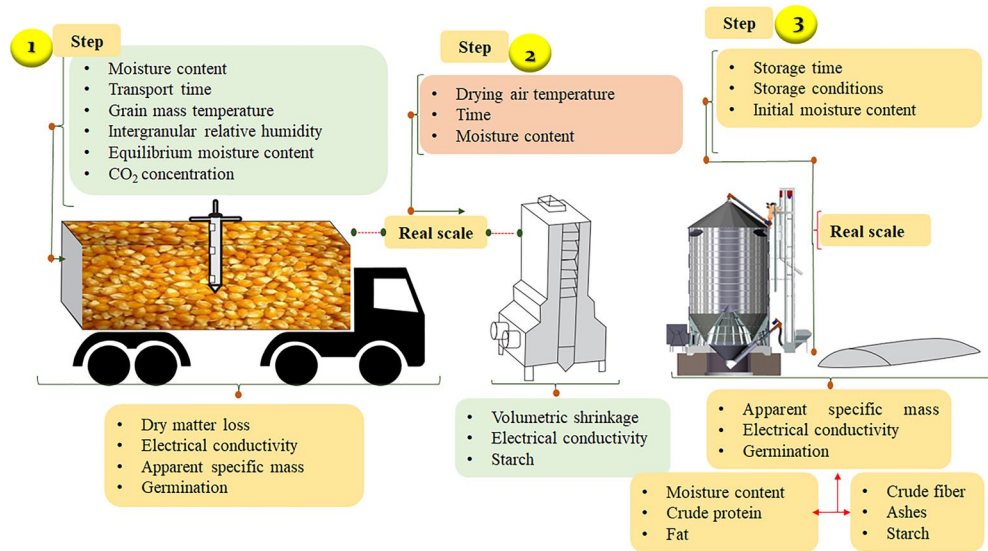 1
Step
• Moisture content
• Transport time
• Grain mass temperature
• Intergranular relative humidity
• Equilibrium moisture content
• CO₂ concentration
Step
2
• Drying air temperature
• Time
• Moisture content
Step
3
• Storage time
• Storage conditions
• Initial moisture content
Real scale
Real scale
• Dry matter loss
• Electrical conductivity
• Apparent specific mass
• Germination
• Volumetric shrinkage
• Electrical conductivity
• Starch
• Apparent specific mass
• Electrical conductivity
• Germination
• Moisture content
• Crude protein
• Fat
• Crude fiber
• Ashes
• Starch